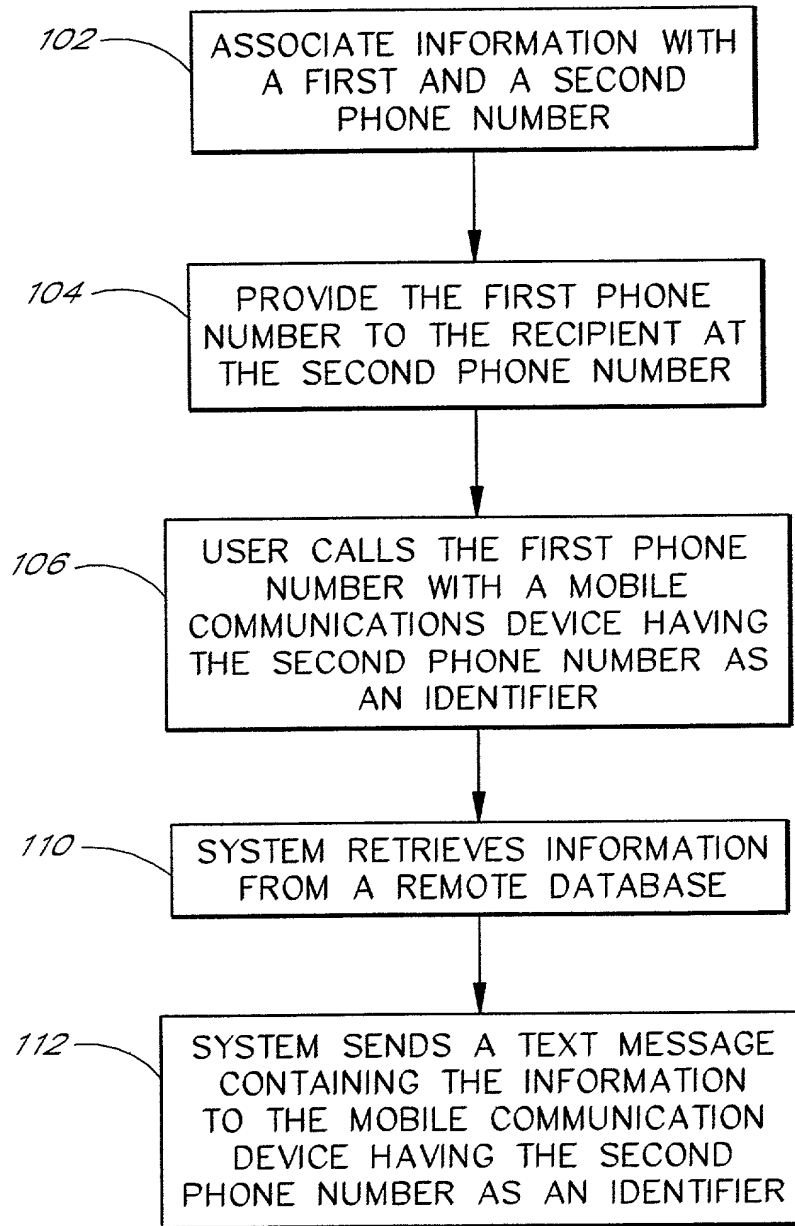 102
ASSOCIATE INFORMATION WITH
A FIRST AND A SECOND
PHONE NUMBER
104
PROVIDE THE FIRST PHONE
NUMBER TO THE RECIPIENT AT
THE SECOND PHONE NUMBER
106
USER CALLS THE FIRST PHONE
NUMBER WITH A MOBILE
COMMUNICATIONS DEVICE HAVING
THE SECOND PHONE NUMBER AS
AN IDENTIFIER
110
SYSTEM RETRIEVES INFORMATION
FROM A REMOTE DATABASE
112
SYSTEM SENDS A TEXT MESSAGE
CONTAINING THE INFORMATION
TO THE MOBILE COMMUNICATION
DEVICE HAVING THE SECOND
PHONE NUMBER AS AN IDENTIFIER